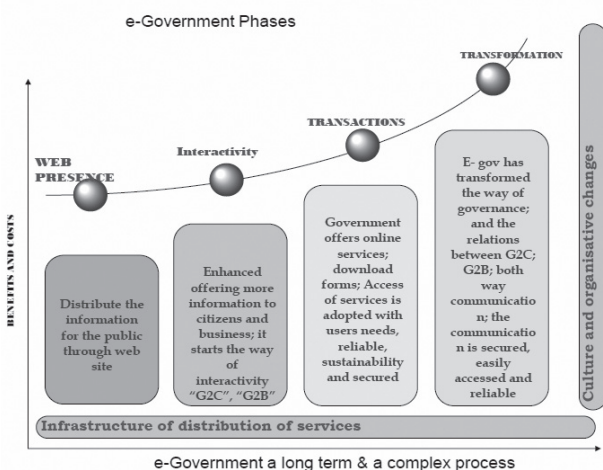 e-Government Phases
TRANSFORMATION
TRANSACTIONS
Interactivity
WEB
PRESENCE
BENEFITS AND COSTS
Distribute the
information
for the public
through web
site
Enhanced
offering more
information to
citizens and
business; it
starts the way
of
interactivity
“G2C”, “G2B”
Government
offers online
services;
download
forms; Access
of services is
adopted with
users needs,
reliable,
sustainability
and secured
E- gov has
transformed
the way of
governance;
and the
relations
between G2C;
G2B; both
way
communicatio
n; the
communicatio
n is secured,
easily
accessed and
reliable
Culture and organisative changes
Infrastructure of distribution of services
e-Government a long term & a complex process